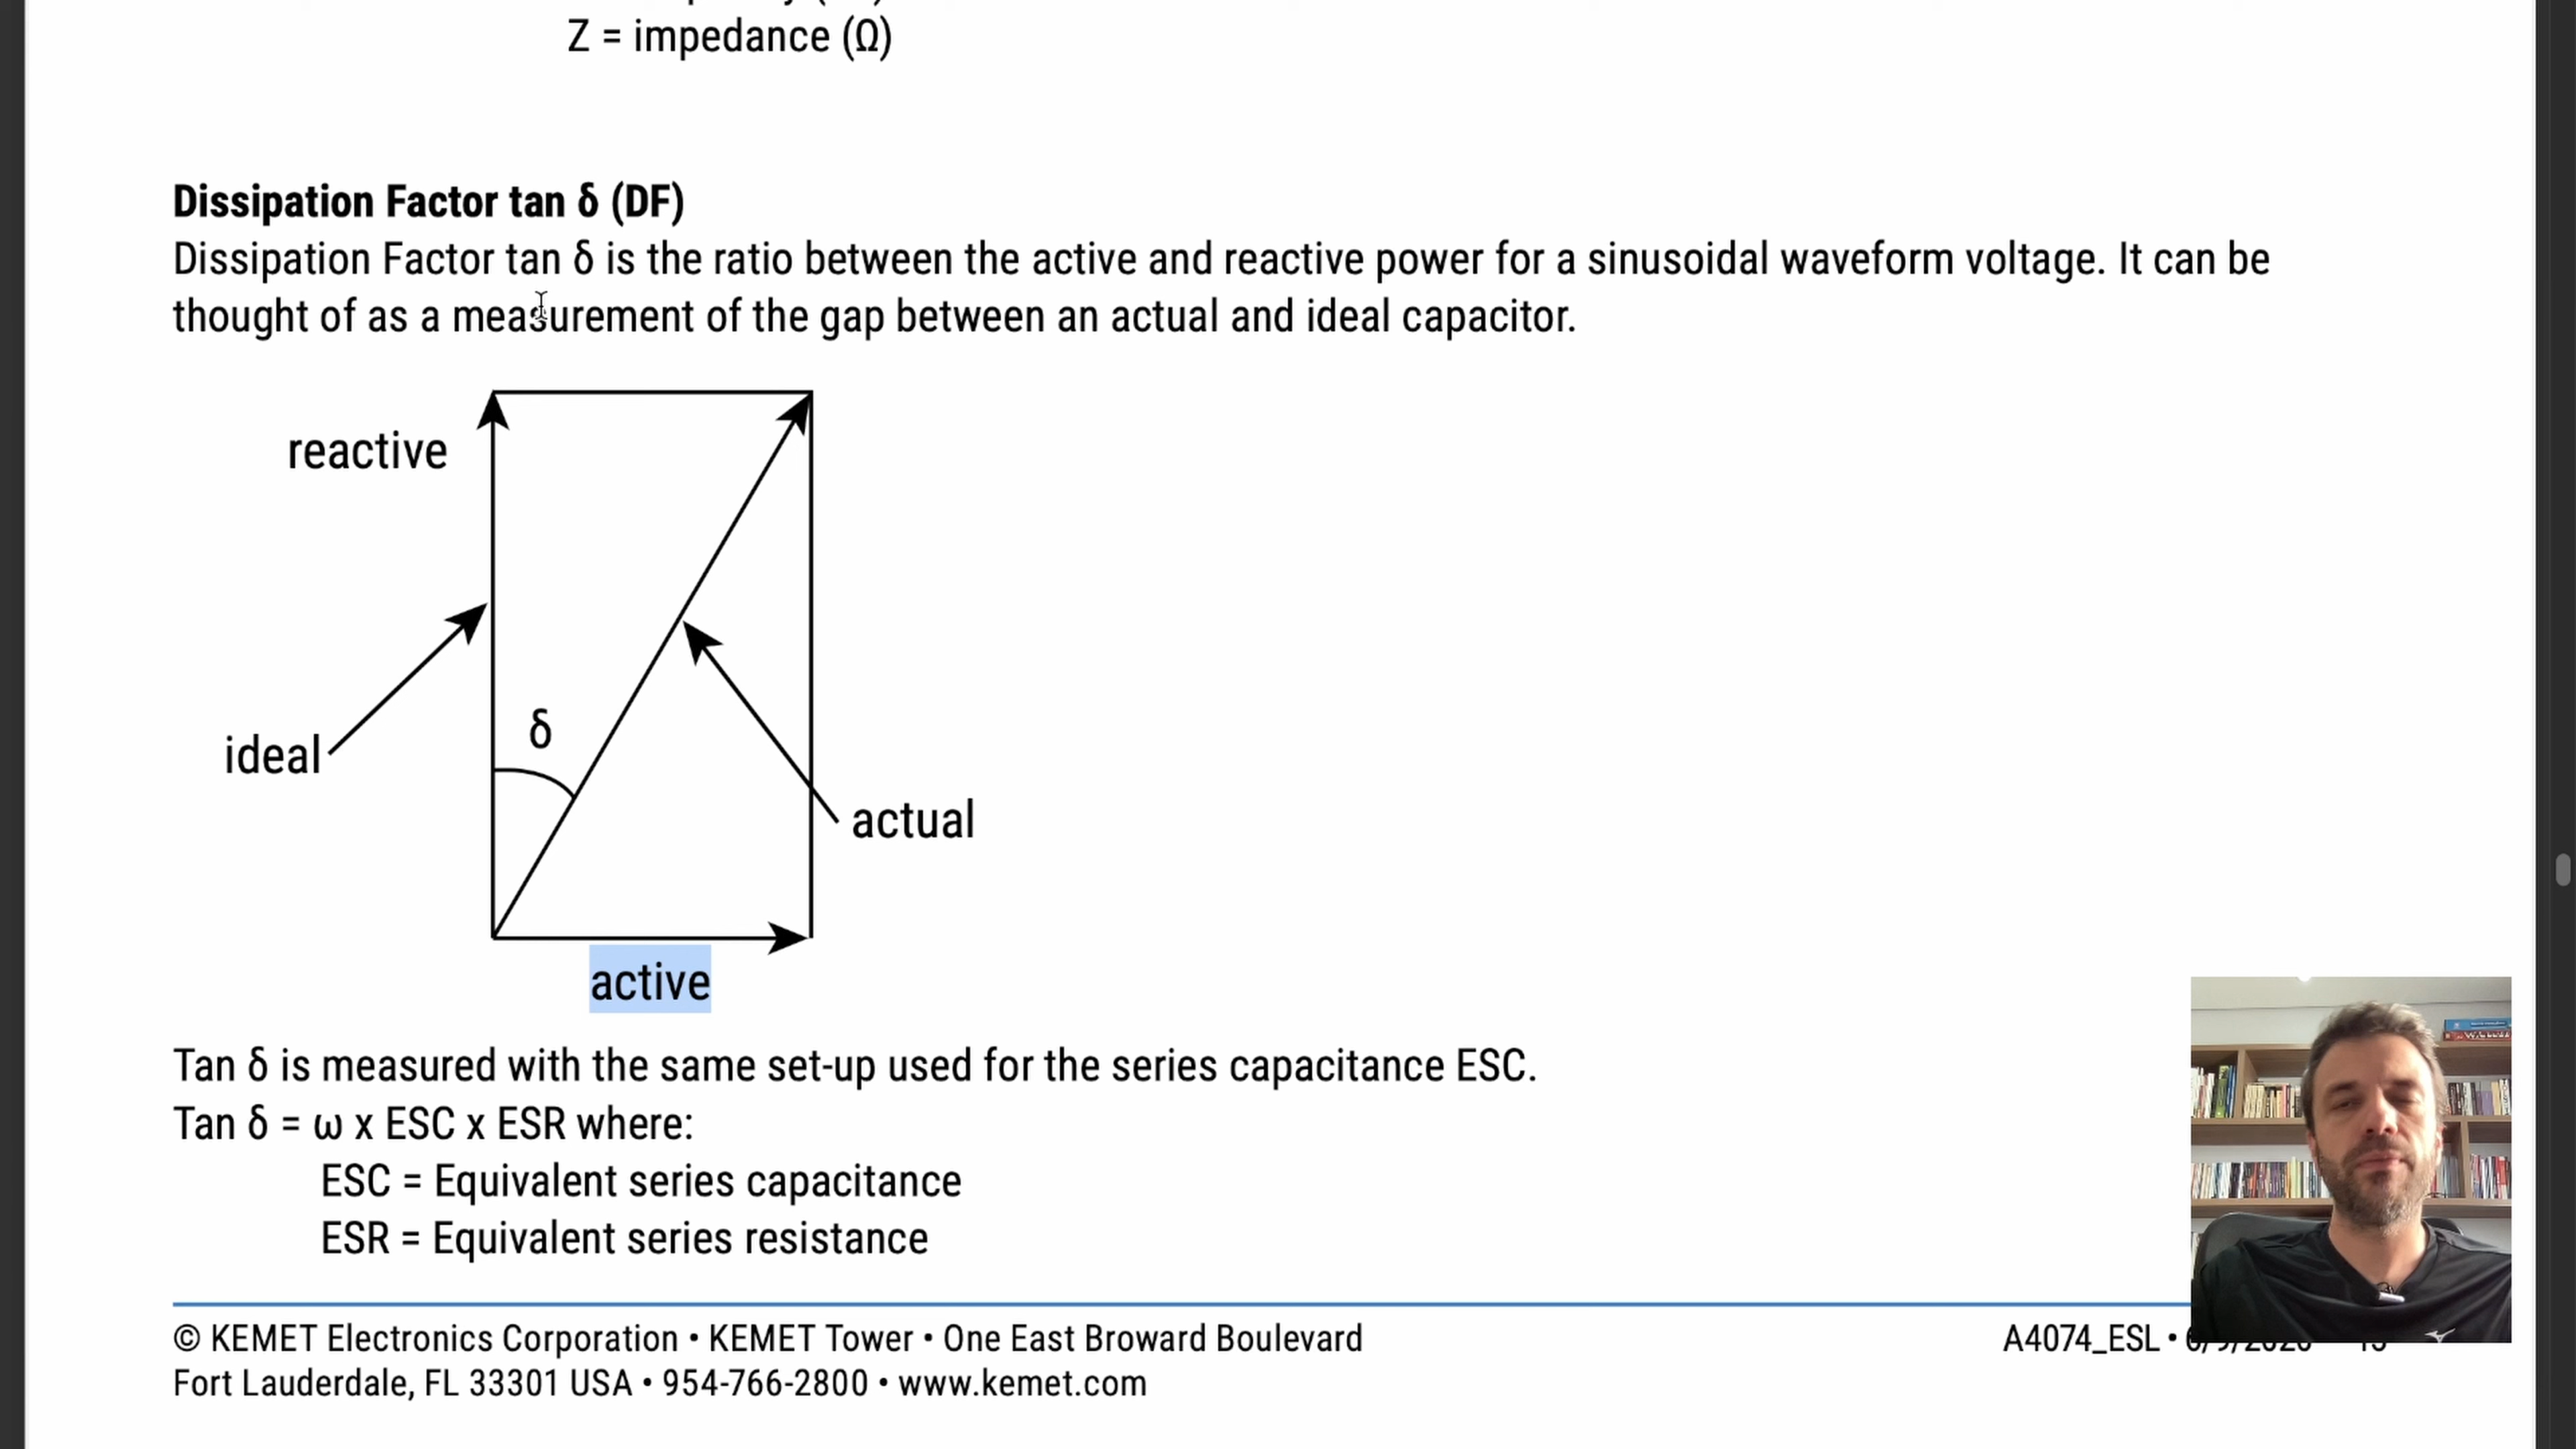 Z = impedance (Ω)
Dissipation Factor tan δ (DF)
Dissipation Factor tan δ is the ratio between the active and reactive power for a sinusoidal waveform voltage. It can be
thought of as a measurement of the gap between an actual and ideal capacitor.
reactive
δ
ideal
actual
active
Tan δ is measured with the same set-up used for the series capacitance ESC.
Tan δ = ω x ESC x ESR where:
ESC = Equivalent series capacitance
ESR = Equivalent series resistance
© KEMET Electronics Corporation • KEMET Tower • One East Broward Boulevard
A4074_ESL •
Fort Lauderdale, FL 33301 USA • 954-766-2800 • www.kemet.com